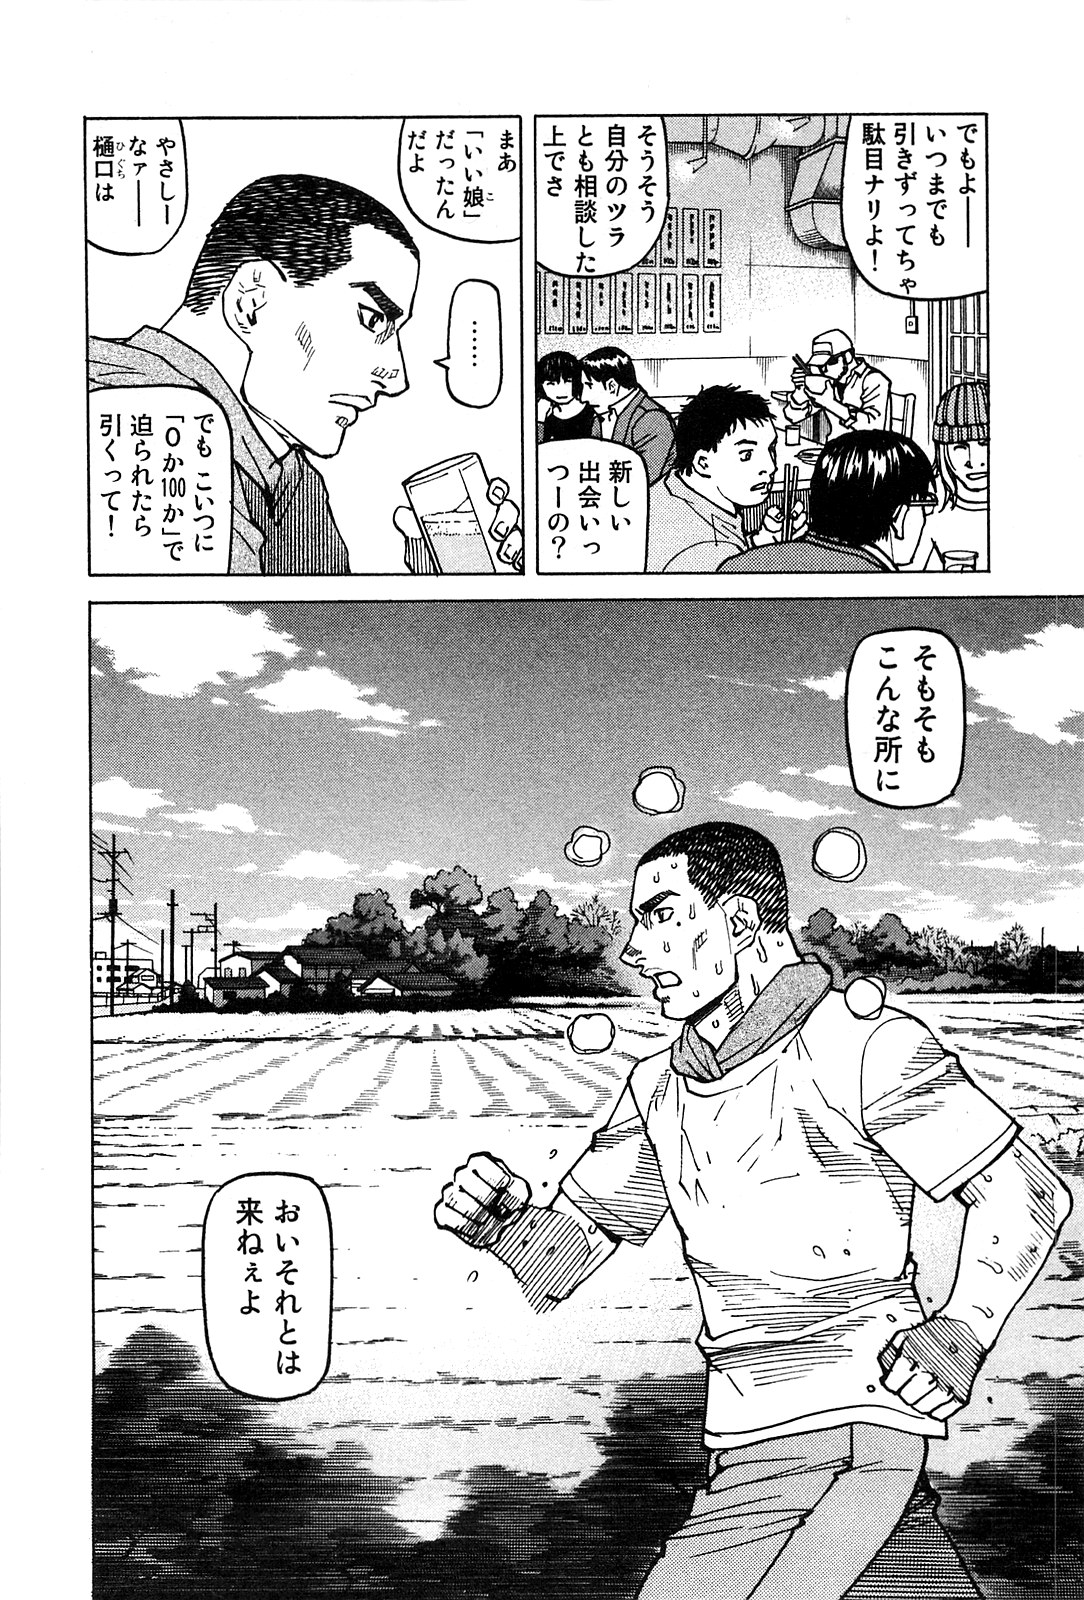 でもよ――
いつまでも
引きずってちゃ
駄目ナリよ！
そうそう
自分のツラ
とも相談した
上でさ
新しい
出会いっ
つーの？
まあ
「いい娘」
こ
だったん
だよ
……
やさしー
なァ――
樋口は
ひぐち
でも こいつに
「0か100か」で
迫られたら
引くって！
そもそも
こんな所に
おいそれとは
来ねぇよ